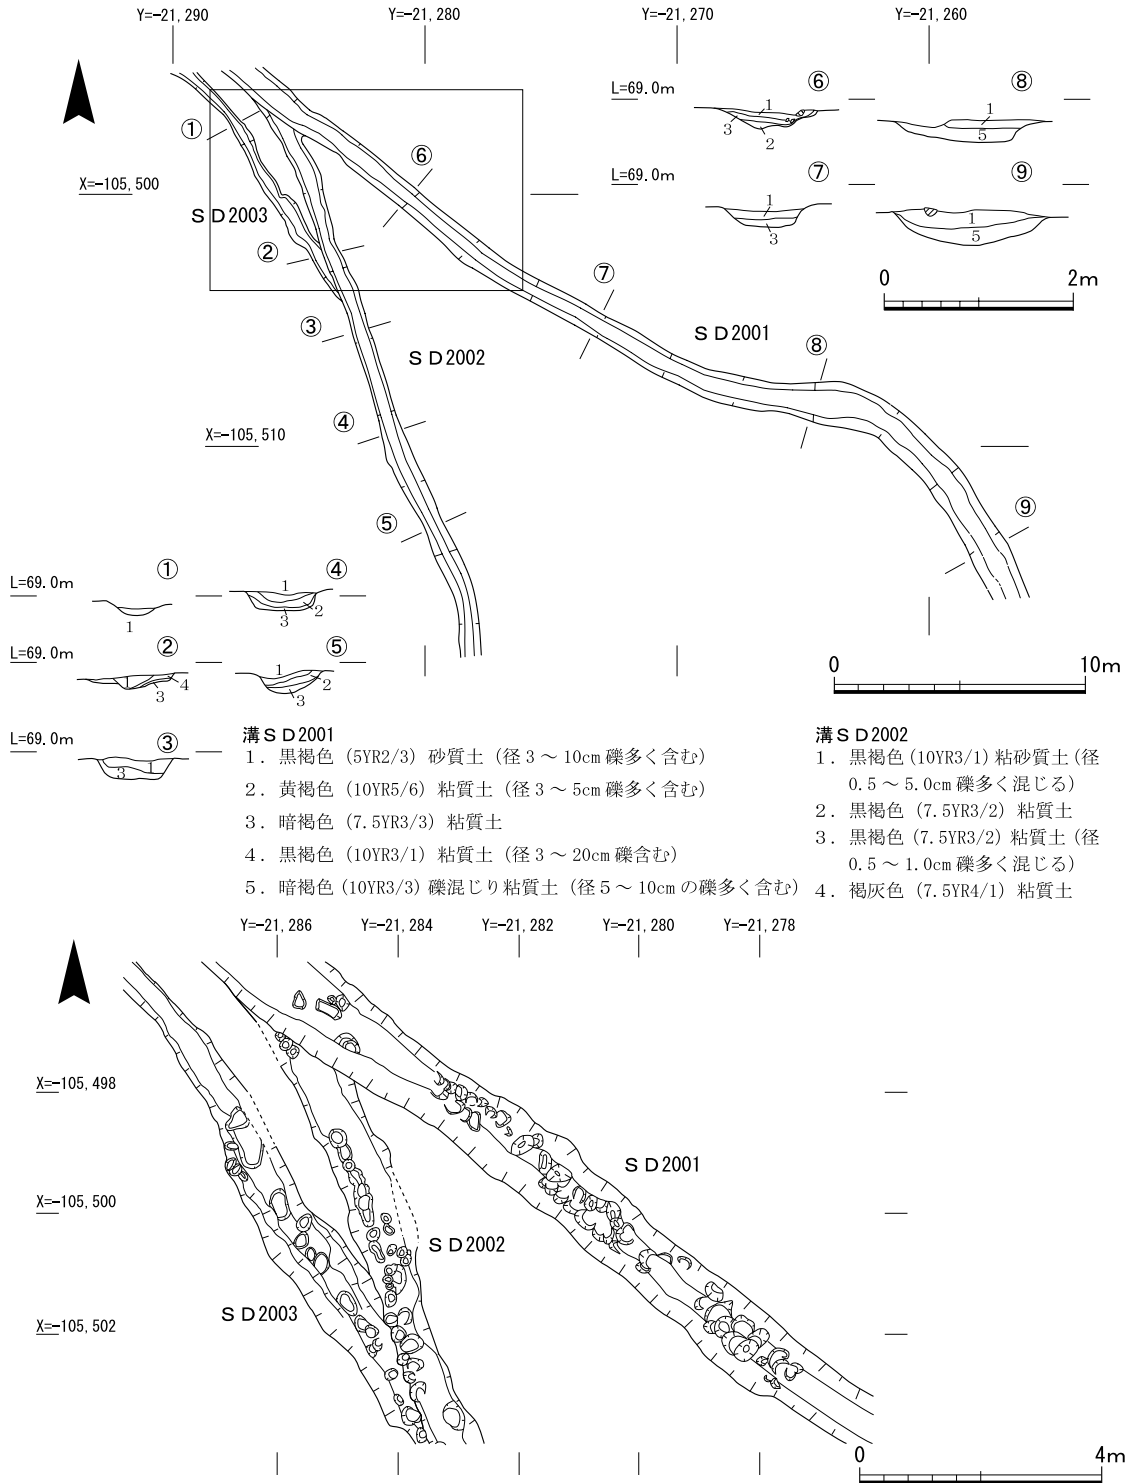 Y=-21,290
Y=-21,280
Y=-21,270
Y=-21,260
①
⑥
X=-105,500
ＳＤ2003
②
⑦
③
ＳＤ2002
ＳＤ2001
⑧
④
X=-105,510
⑤
⑨
L=69.0m
⑥
1
3
2
⑧
1
5
L=69.0m
⑦
1
3
⑨
1
5
0
2m
L=69.0m
①
1
④
1
2
3
L=69.0m
②
1
4
3
⑤
1
2
3
L=69.0m
③
3
1
0
10m
溝ＳＤ2001
1．黒褐色（5YR2/3）砂質土（径３～10cm礫多く含む）
2．黄褐色（10YR5/6）粘質土（径３～5cm礫多く含む）
3．暗褐色（7.5YR3/3）粘質土
4．黒褐色（10YR3/1）粘質土（径３～20cm礫含む）
5．暗褐色（10YR3/3）礫混じり粘質土（径５～10cmの礫多く含む）
溝ＳＤ2002
1．黒褐色（10YR3/1）粘砂質土（径
0.5～5.0cm礫多く混じる）
2．黒褐色（7.5YR3/2）粘質土
3．黒褐色（7.5YR3/2）粘質土（径
0.5～1.0cm礫多く混じる）
4．褐灰色（7.5YR4/1）粘質土
Y=-21,286
Y=-21,284
Y=-21,282
Y=-21,280
Y=-21,278
X=-105,498
ＳＤ2001
X=-105,500
ＳＤ2002
ＳＤ2003
X=-105,502
0
4m